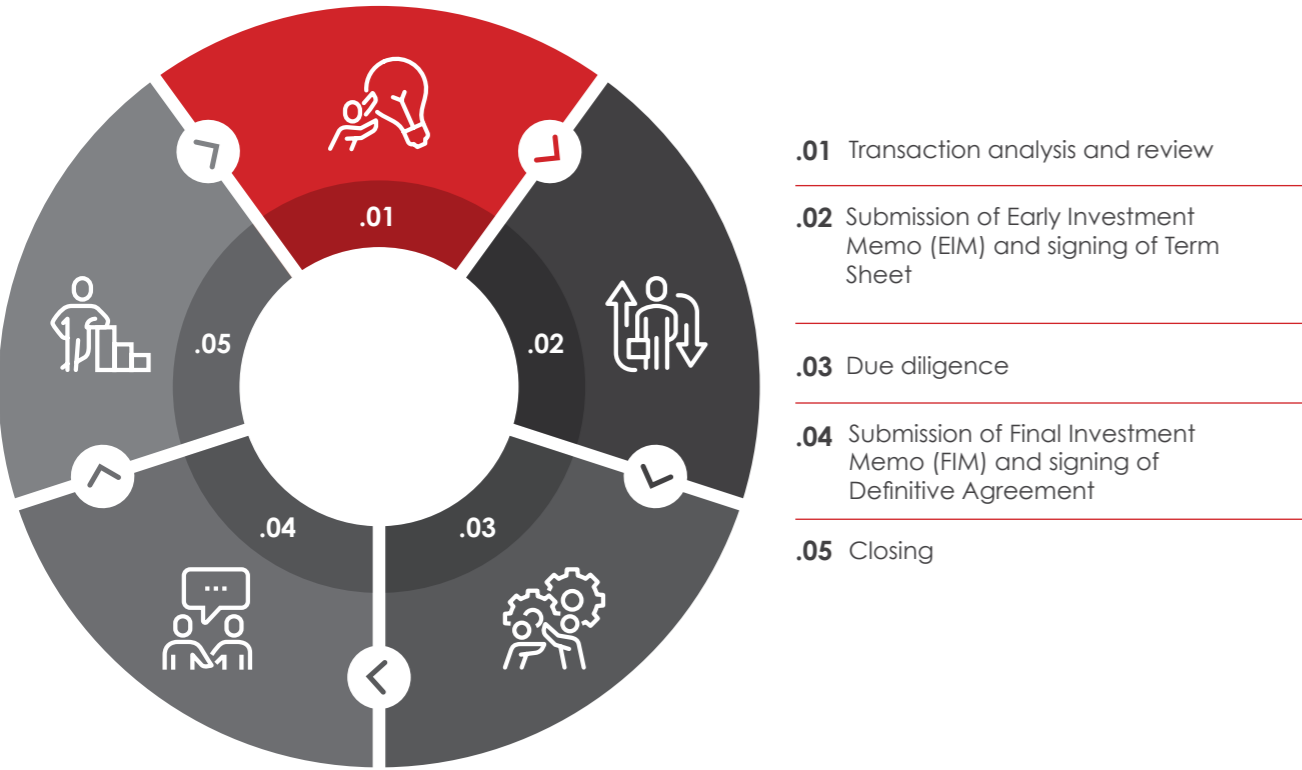 .01
.02
.03
.04
.05
...
.01 Transaction analysis and review
.02 Submission of Early Investment
Memo (EIM) and signing of Term
Sheet
.03 Due diligence
.04 Submission of Final Investment
Memo (FIM) and signing of
Definitive Agreement
.05 Closing